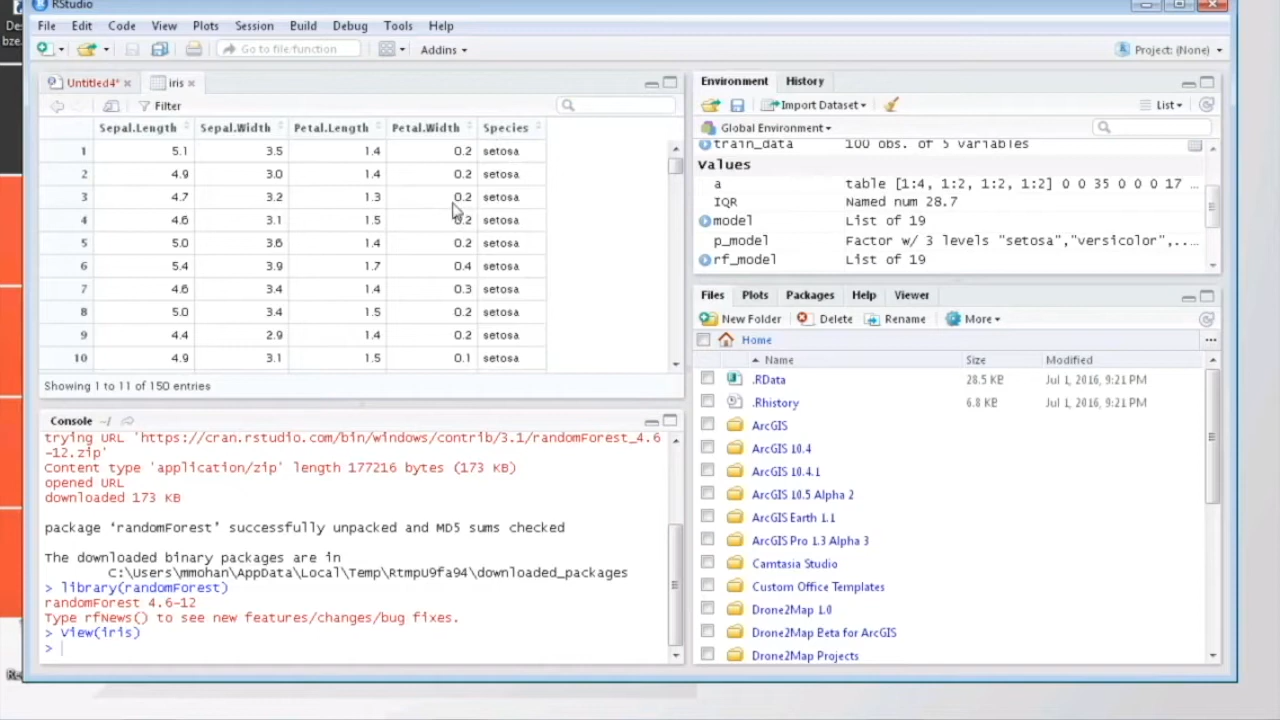 De
bze.
RStudio
File Edit Code View Plots Session Build Debug Tools Help
Go to file/function Addins Project: (None)
Untitled4* iris
Filter
Sepal.Length Sepal.Width Petal.Length Petal.Width Species
1 5.1 3.5 1.4 0.2 setosa
2 4.9 3.0 1.4 0.2 setosa
3 4.7 3.2 1.3 0.2 setosa
4 4.6 3.1 1.5 0.2 setosa
5 5.0 3.6 1.4 0.2 setosa
6 5.4 3.9 1.7 0.4 setosa
7 4.6 3.4 1.4 0.3 setosa
8 5.0 3.4 1.5 0.2 setosa
9 4.4 2.9 1.4 0.2 setosa
10 4.9 3.1 1.5 0.1 setosa
Showing 1 to 11 of 150 entries
Console ~/
trying URL 'https://cran.rstudio.com/bin/windows/contrib/3.1/randomForest_4.6
-12.zip'
Content type 'application/zip' length 177216 bytes (173 KB)
opened URL
downloaded 173 KB
package ‘randomForest’ successfully unpacked and MD5 sums checked
The downloaded binary packages are in
C:\Users\mmohan\AppData\Local\Temp\RtmpU9fa94\downloaded_packages
> library(randomForest)
randomForest 4.6-12
Type rfNews() to see new features/changes/bug fixes.
> View(iris)
>
Environment History
Import Dataset List
Global Environment
train_data 100 obs. of 5 variables
Values
a table [1:4, 1:2, 1:2, 1:2] 0 0 35 0 0 0 17 ...
IQR Named num 28.7
model List of 19
p_model Factor w/ 3 levels "setosa","versicolor",..
rf_model List of 19
Files Plots Packages Help Viewer
New Folder Delete Rename More
Home ...
Name Size Modified
.RData 28.5 KB Jul 1, 2016, 9:21 PM
.Rhistory 6.8 KB Jul 1, 2016, 9:21 PM
ArcGIS
ArcGIS 10.4
ArcGIS 10.4.1
ArcGIS 10.5 Alpha 2
ArcGIS Earth 1.1
ArcGIS Pro 1.3 Alpha 3
Camtasia Studio
Custom Office Templates
Drone2Map 1.0
Drone2Map Beta for ArcGIS
Drone2Map Projects